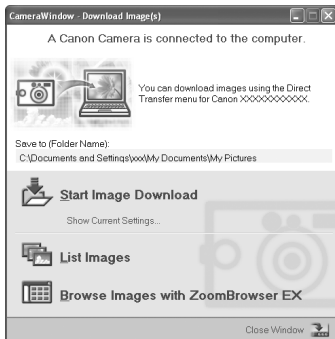 CameraWindow - Download Image(s)
A Canon Camera is connected to the computer.
You can download images using the Direct
Transfer menu for Canon XXXXXXXXXXX.
Save to (Folder Name):
C:\Documents and Settings\xxx\My Documents\My Pictures
Start Image Download
Show Current Settings...
List Images
Browse Images with ZoomBrowser EX
Close Window